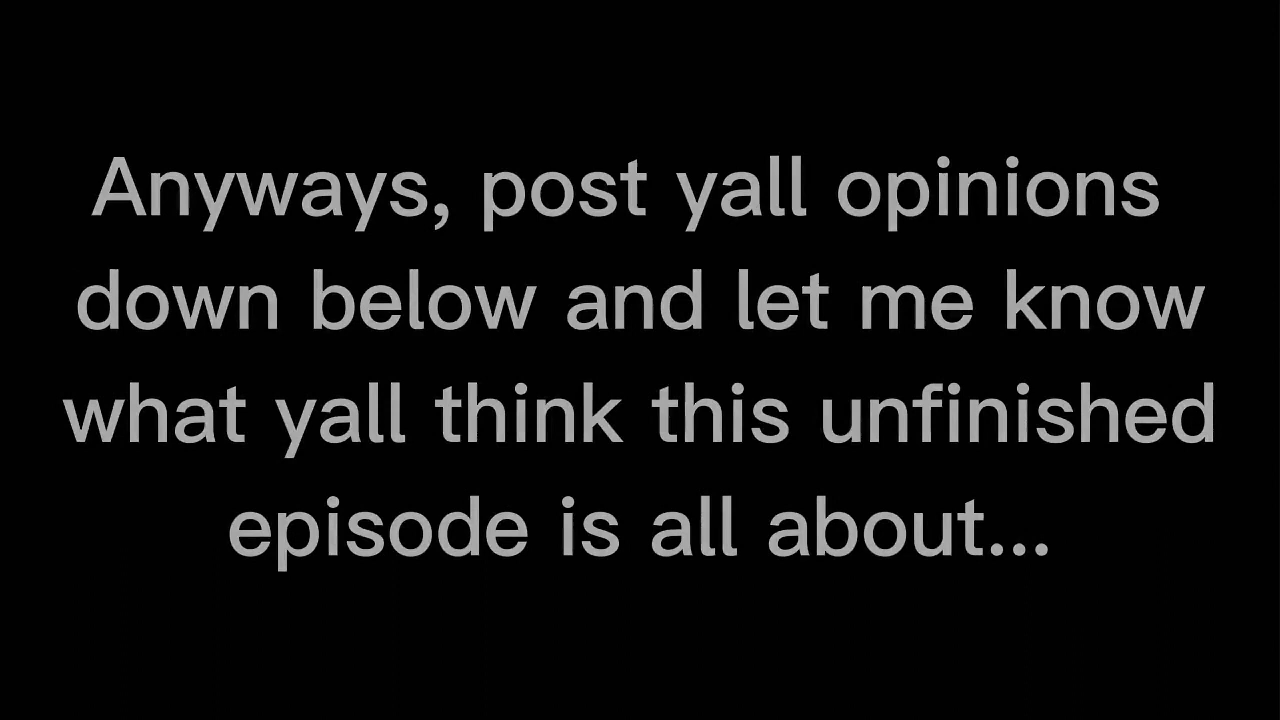 Anyways, post yall opinions
down below and let me know
what yall think this unfinished
episode is all about...